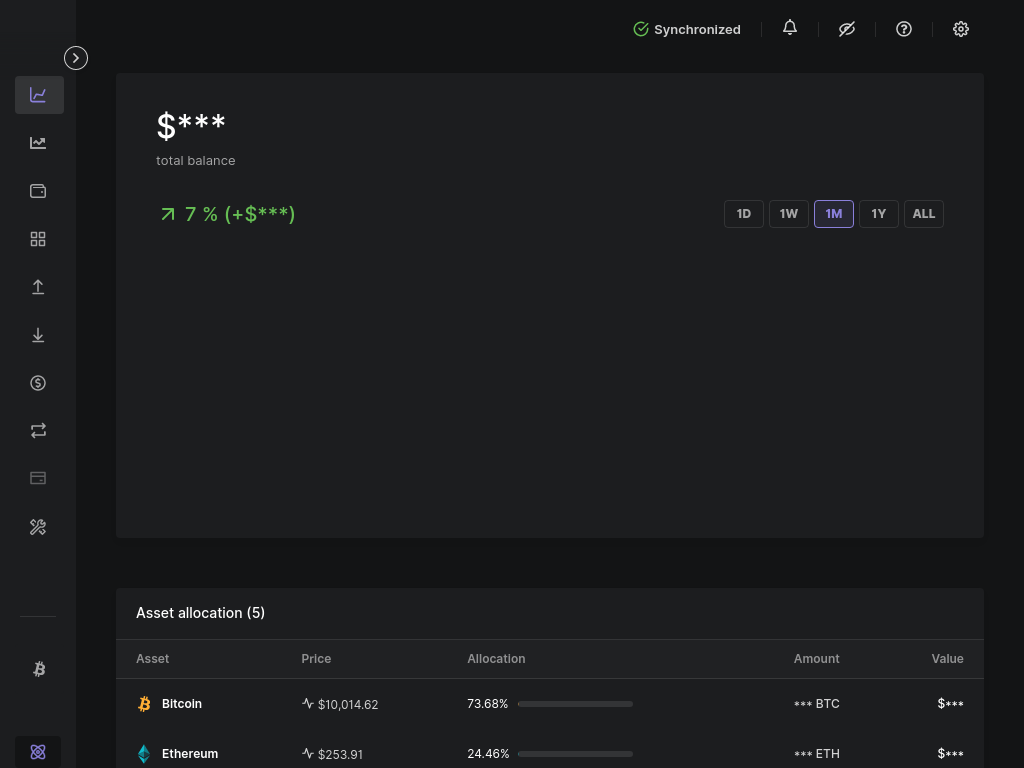 Synchronized
$***
total balance
7 % (+$***)
1D 1W 1M 1Y ALL
Asset allocation (5)
Asset Price Allocation Amount Value
Bitcoin $10,014.62 73.68% *** BTC $***
Ethereum $253.91 24.46% *** ETH $***